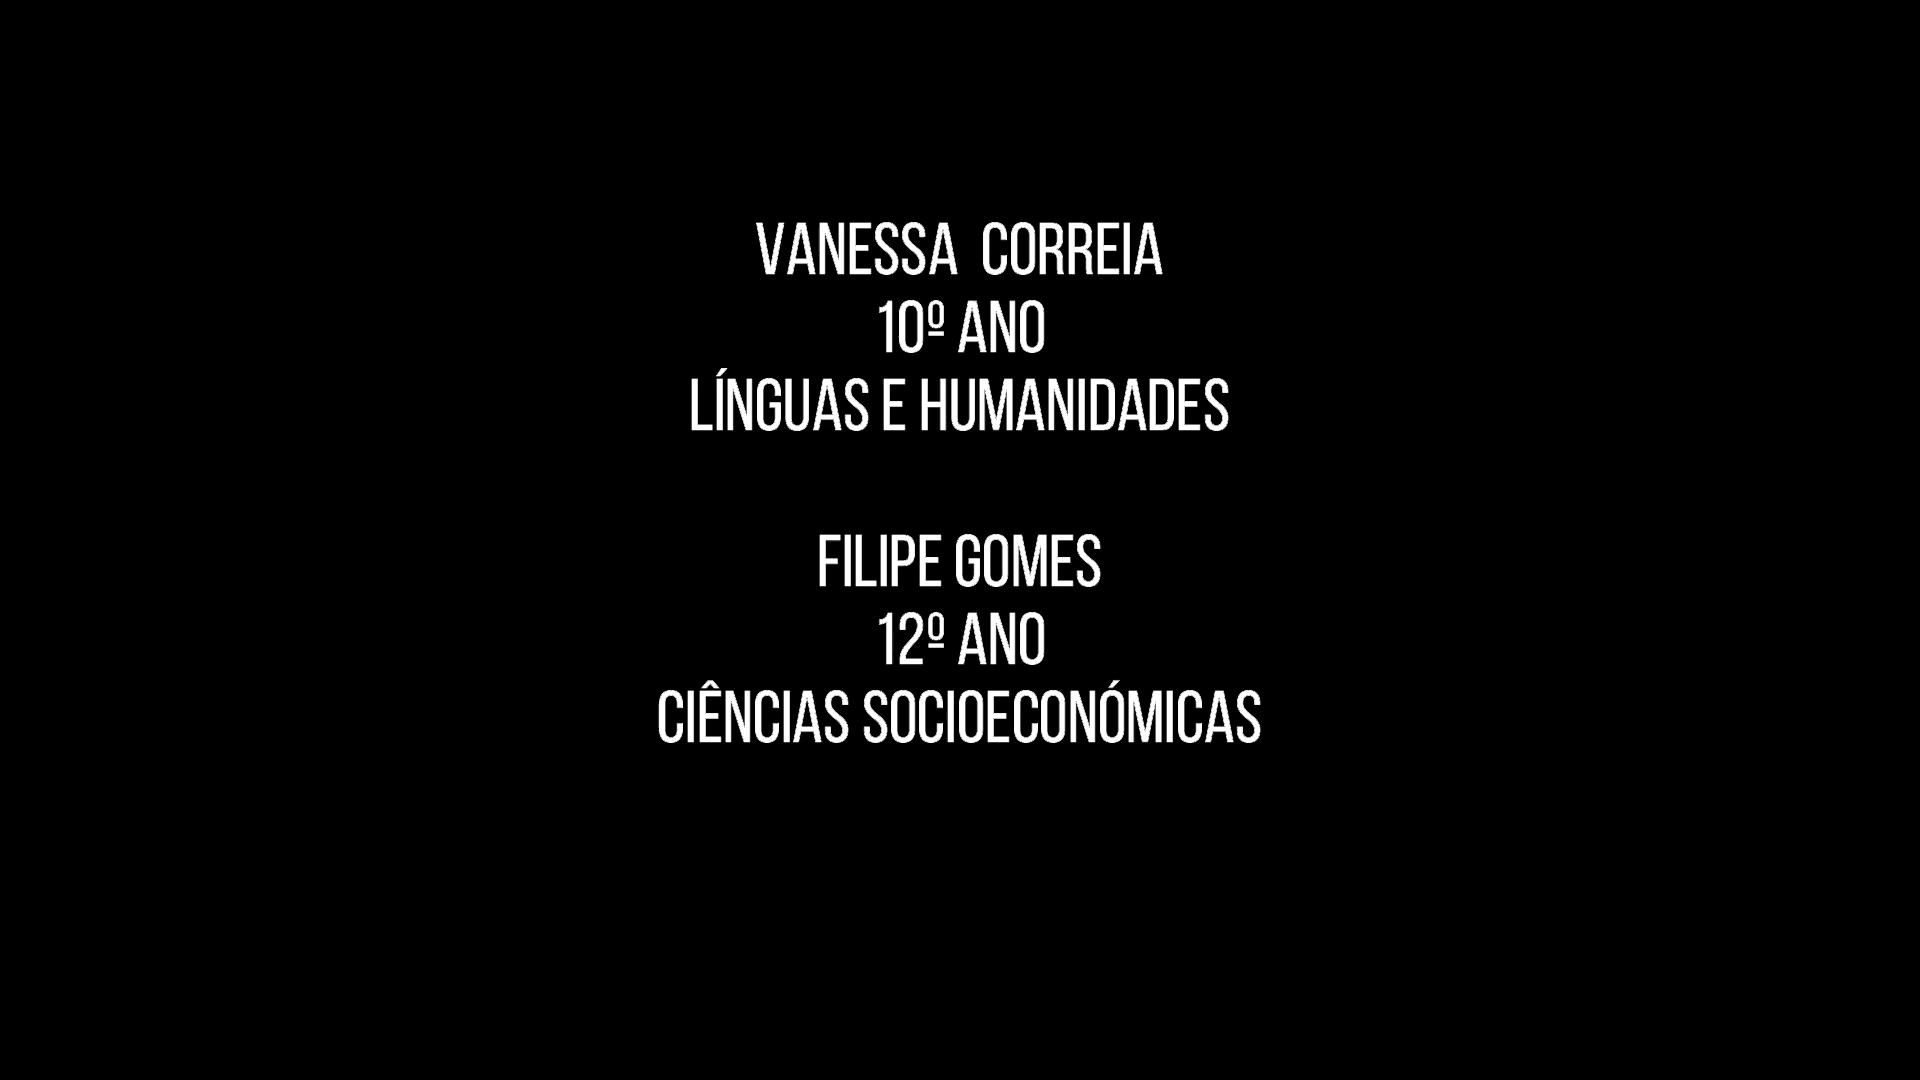 VANESSA  CORREIA
10º ANO
LÍNGUAS E HUMANIDADES
FILIPE GOMES
12º ANO
CIÊNCIAS SOCIOECONÓMICAS